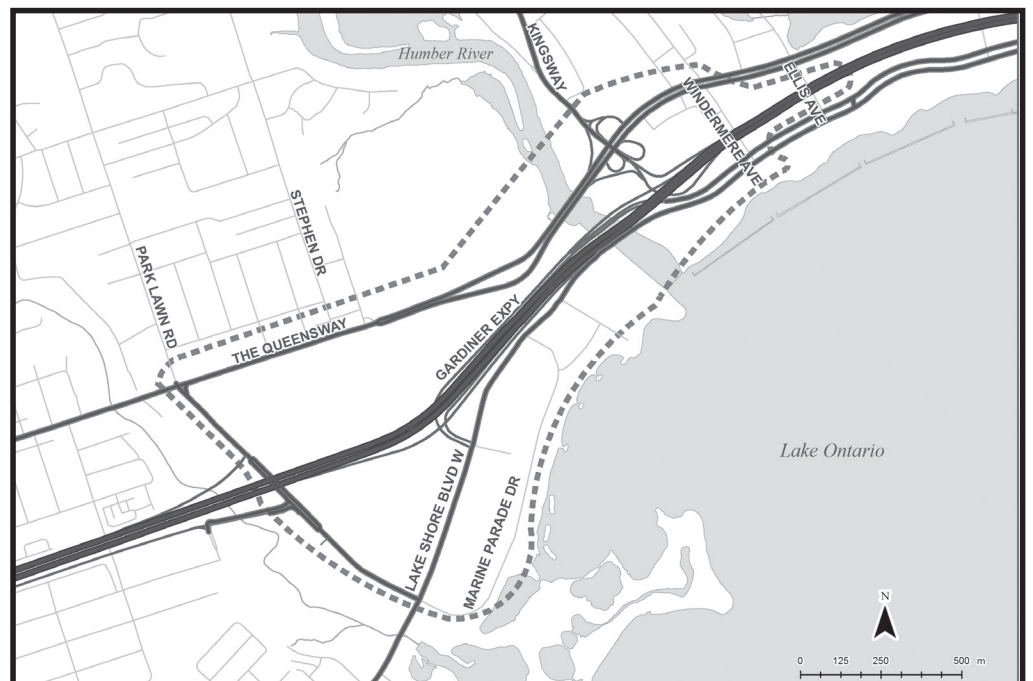 Humber River
KINGSWAY
WINDERMERE AVE
ELLIS AVE
STEPHEN DR
PARK LAWN RD
THE QUEENSWAY
GARDINER EXPY
LAKE SHORE BLVD W
MARINE PARADE DR
Lake Ontario
N
0 125 250 500 m